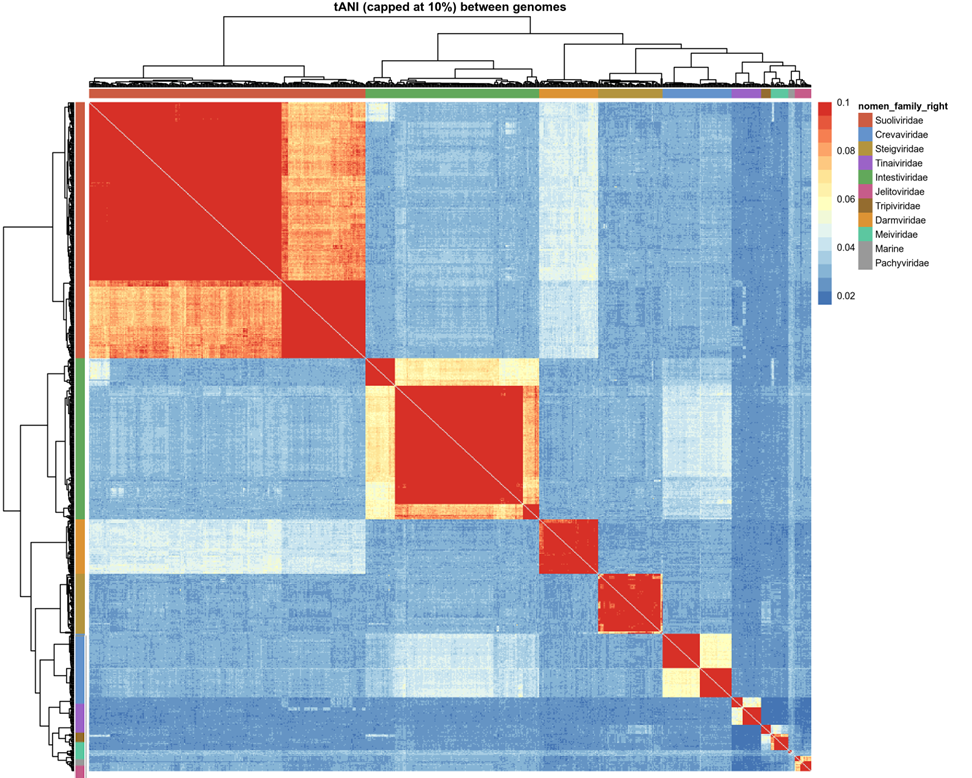 tANI (capped at 10%) between genomes
0.1
0.08
0.06
0.04
0.02
nomen_family_right
Suoliviridae
Crevaviridae
Steigviridae
Tinaiviridae
Intestiviridae
Jelitoviridae
Tripiviridae
Darmviridae
Meiviridae
Marine
Pachyviridae